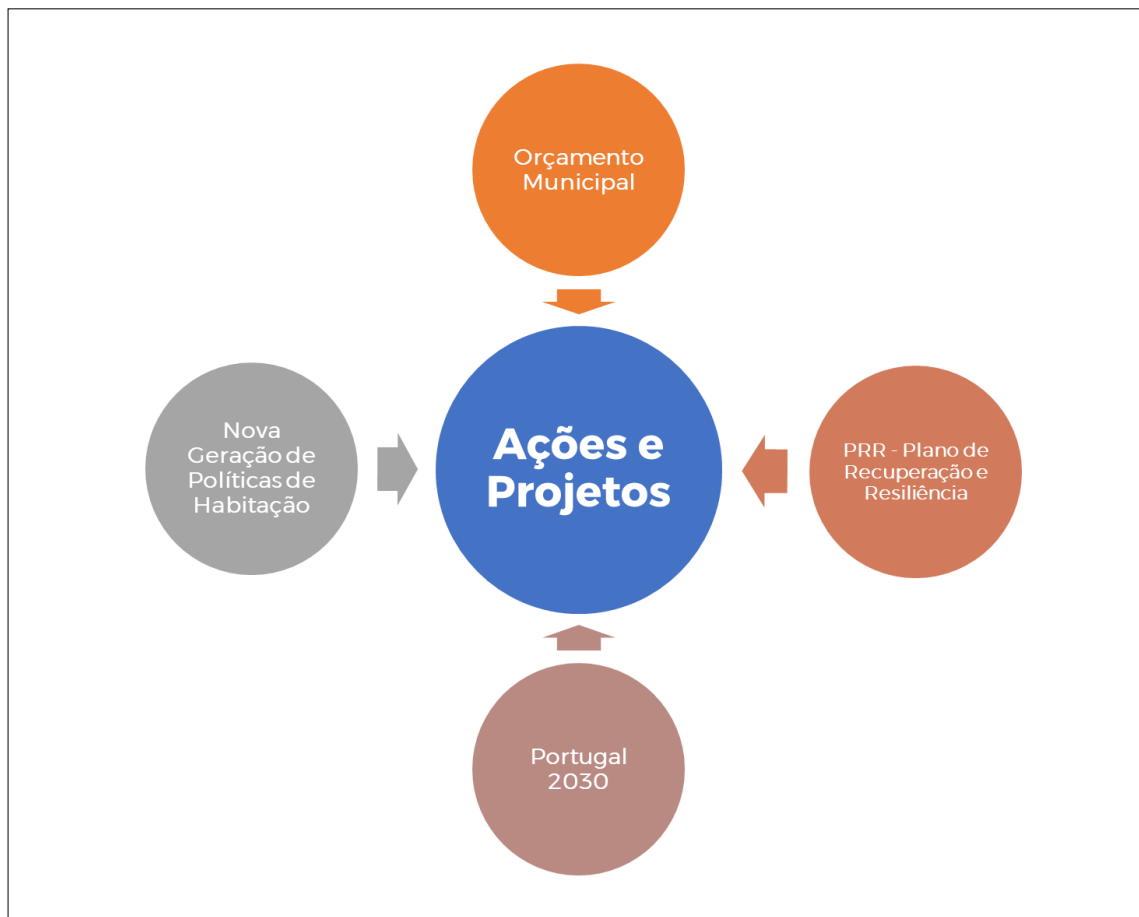 Orçamento
Municipal
Nova
Geração de
Políticas de
Habitação
Ações e
Projetos
PRR - Plano de
Recuperação e
Resiliência
Portugal
2030